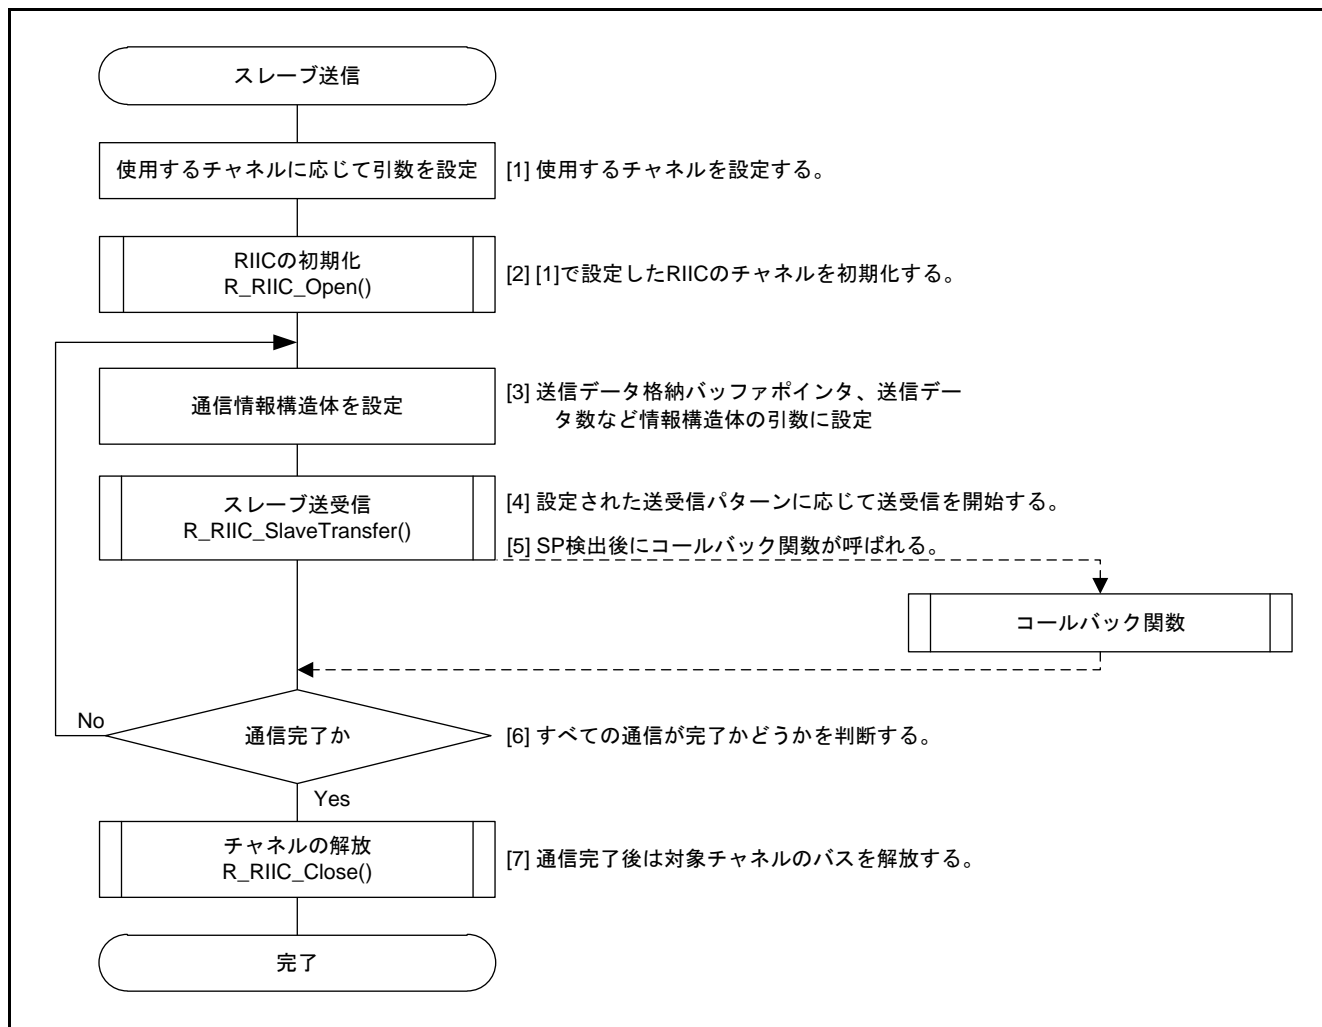 スレーブ送信
使用するチャネルに応じて引数を設定
[1] 使用するチャネルを設定する。
RIICの初期化
R_RIIC_Open()
[2] [1]で設定したRIICのチャネルを初期化する。
通信情報構造体を設定
[3] 送信データ格納バッファポインタ、送信デー
タ数など情報構造体の引数に設定
スレーブ送受信
R_RIIC_SlaveTransfer()
[4] 設定された送受信パターンに応じて送受信を開始する。
[5] SP検出後にコールバック関数が呼ばれる。
コールバック関数
No
通信完了か
[6] すべての通信が完了かどうかを判断する。
Yes
チャネルの解放
R_RIIC_Close()
[7] 通信完了後は対象チャネルのバスを解放する。
完了